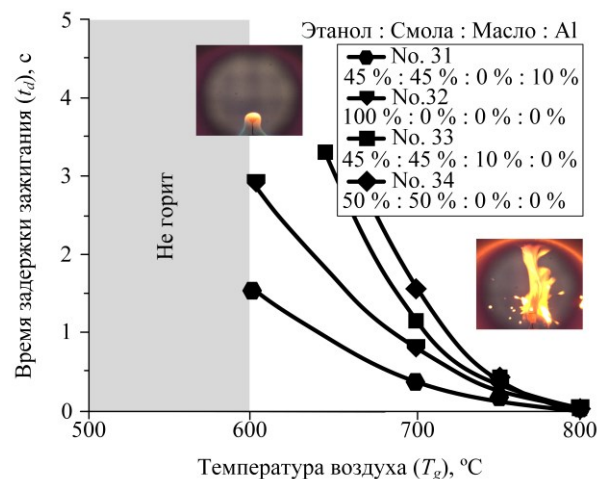 Этанол : Смола : Масло : Al
No. 31
45 % : 45 % : 0 % : 10 %
No.32
100 % : 0 % : 0 % : 0 %
No. 33
45 % : 45 % : 10 % : 0 %
No. 34
50 % : 50 % : 0 % : 0 %
Время задержки зажигания (td), с
5
4
3
2
1
0
Не горит
500
600
700
800
Температура воздуха (Tg), ºC